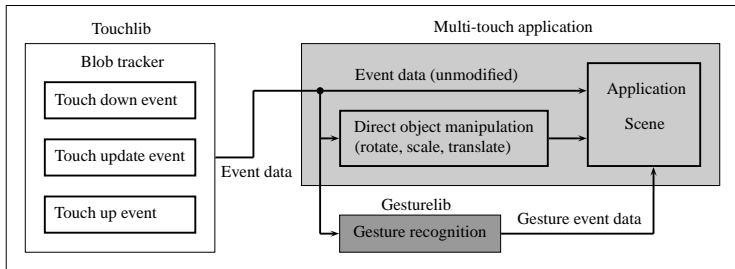 Touchlib
Multi-touch application
Blob tracker
Touch down event
Touch update event
Touch up event
Event data
Event data (unmodified)
Direct object manipulation
(rotate, scale, translate)
Application
Scene
Gesturelib
Gesture recognition
Gesture event data